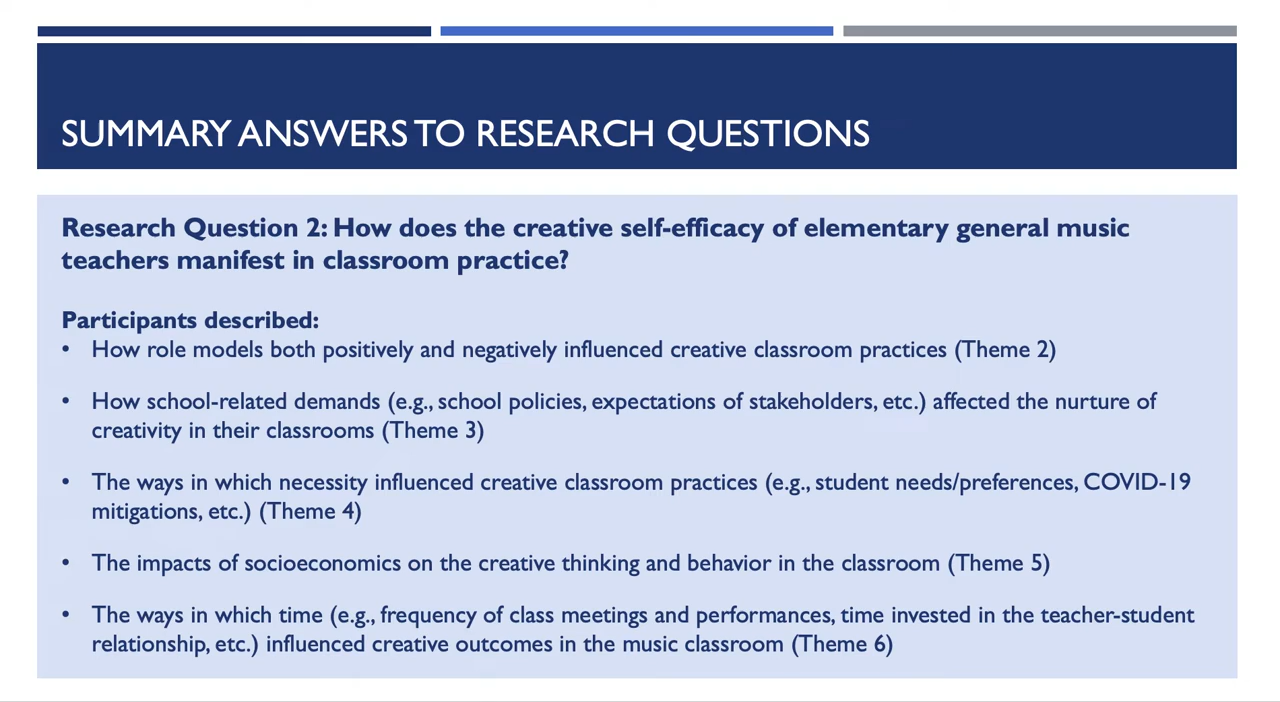 SUMMARY ANSWERS TO RESEARCH QUESTIONS
Research Question 2: How does the creative self-efficacy of elementary general music
teachers manifest in classroom practice?
Participants described:
• How role models both positively and negatively influenced creative classroom practices (Theme 2)
• How school-related demands (e.g., school policies, expectations of stakeholders, etc.) affected the nurture of
creativity in their classrooms (Theme 3)
• The ways in which necessity influenced creative classroom practices (e.g., student needs/preferences, COVID-19
mitigations, etc.) (Theme 4)
• The impacts of socioeconomics on the creative thinking and behavior in the classroom (Theme 5)
• The ways in which time (e.g., frequency of class meetings and performances, time invested in the teacher-student
relationship, etc.) influenced creative outcomes in the music classroom (Theme 6)